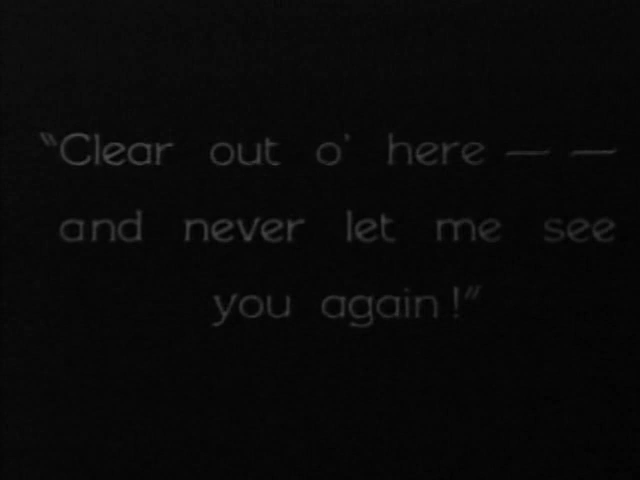 "Clear out o' here — —
and never let me see
you again!"